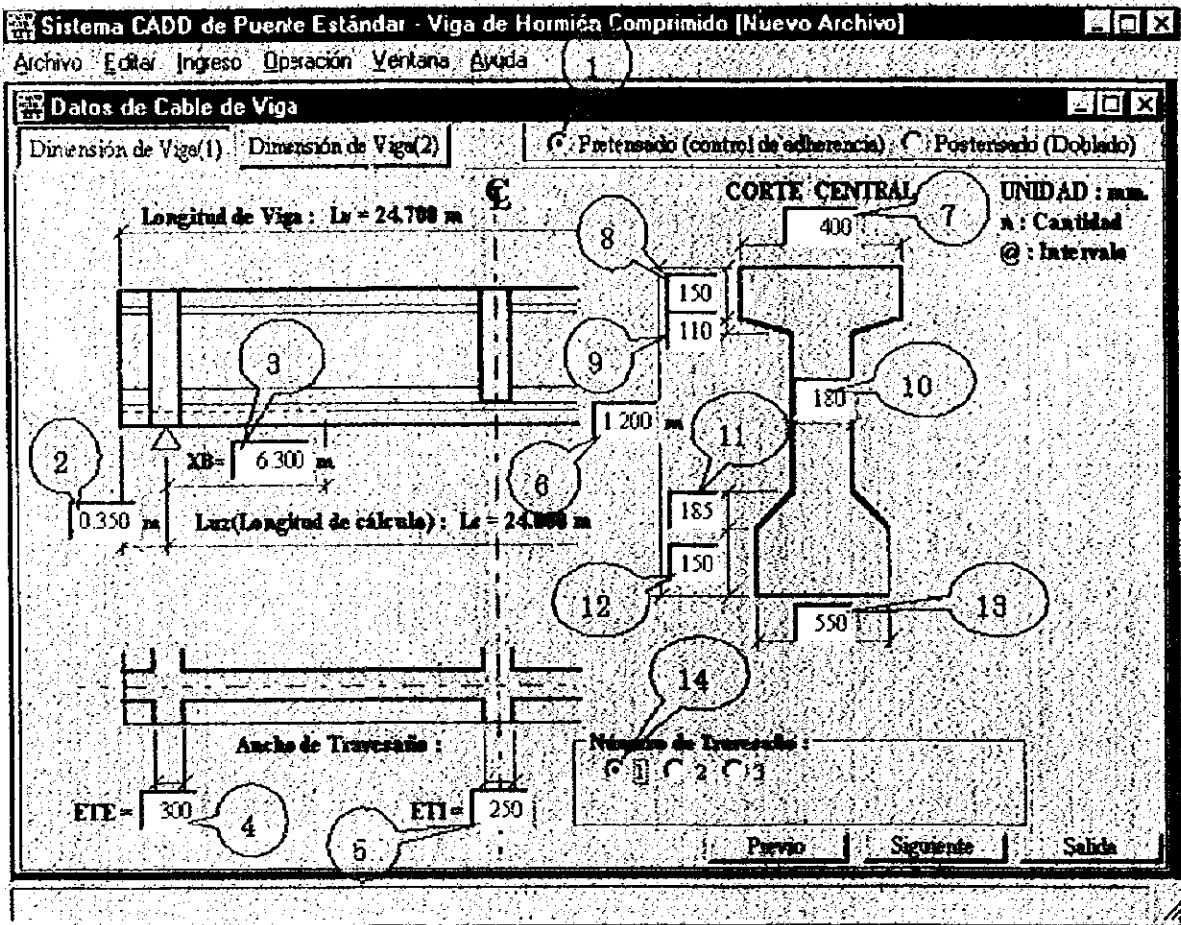 Sistema CADD de Puente Estándar - Viga de Hormión Comprimido [Nuevo Archivo]
Archivo Editar Ingreso Operación Ventana Ayuda
1
Datos de Cable de Viga
Dimensión de Viga(1) Dimensión de Viga(2) Pretensado (control de adherencia) Postensado (Doblado)
CORTE CENTRAL UNIDAD : mm.
n : Cantidad
@ : Intervalo
Longitud de Viga : Lv = 24.700 m
400 7
8
150
9 110
3
180 10
1.200 m
11
2 XB= 6.300 m
6
0.350 m Luz(Longitud de cálculo) : Lc = m
185
150
12
550 13
14
Ancho de Travesaño :
Número de Travesaño :
1 2 3
ETE = 300 4 ETI = 250
5
Previo Siguiente Salida